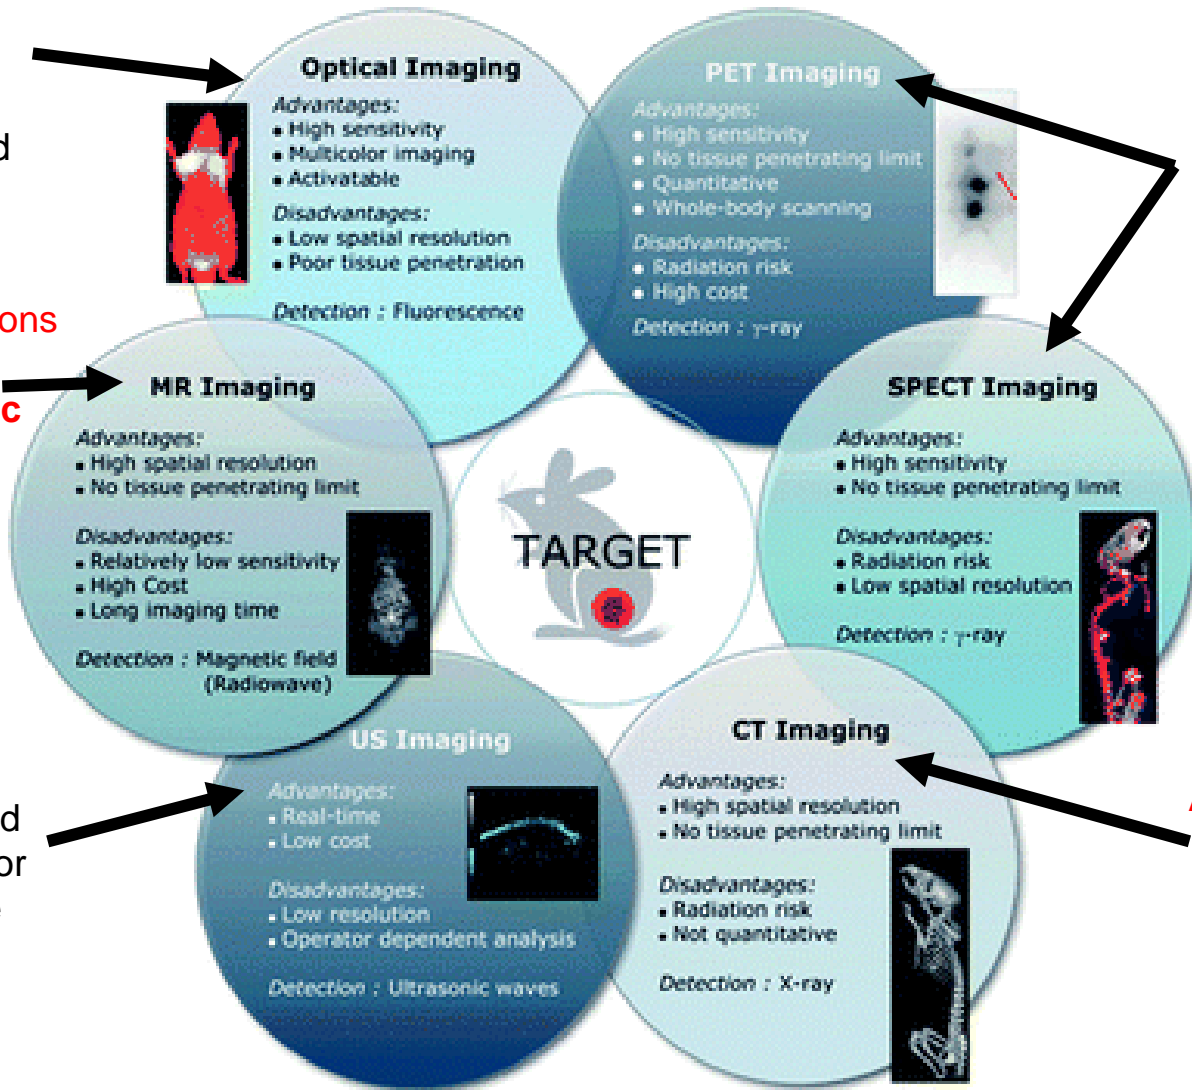 Optical Imaging
Advantages:
• High sensitivity
• Multicolor imaging
• Activatable
Disadvantages:
• Low spatial resolution
• Poor tissue penetration
Detection : Fluorescence
PET Imaging
Advantages:
• High sensitivity
• No tissue penetrating limit
• Quantitative
• Whole-body scanning
Disadvantages:
• Radiation risk
• High cost
Detection : γ-ray
d
ons
c
MR Imaging
Advantages:
• High spatial resolution
• No tissue penetrating limit
Disadvantages:
• Relatively low sensitivity
• High Cost
• Long imaging time
Detection : Magnetic field
(Radiowave)
TARGET
SPECT Imaging
Advantages:
• High sensitivity
• No tissue penetrating limit
Disadvantages:
• Radiation risk
• Low spatial resolution
Detection : γ-ray
US Imaging
Advantages:
• Real-time
• Low cost
Disadvantages:
• Low resolution
• Operator dependent analysis
Detection : Ultrasonic waves
d
or
CT Imaging
Advantages:
• High spatial resolution
• No tissue penetrating limit
Disadvantages:
• Radiation risk
• Not quantitative
Detection : X-ray